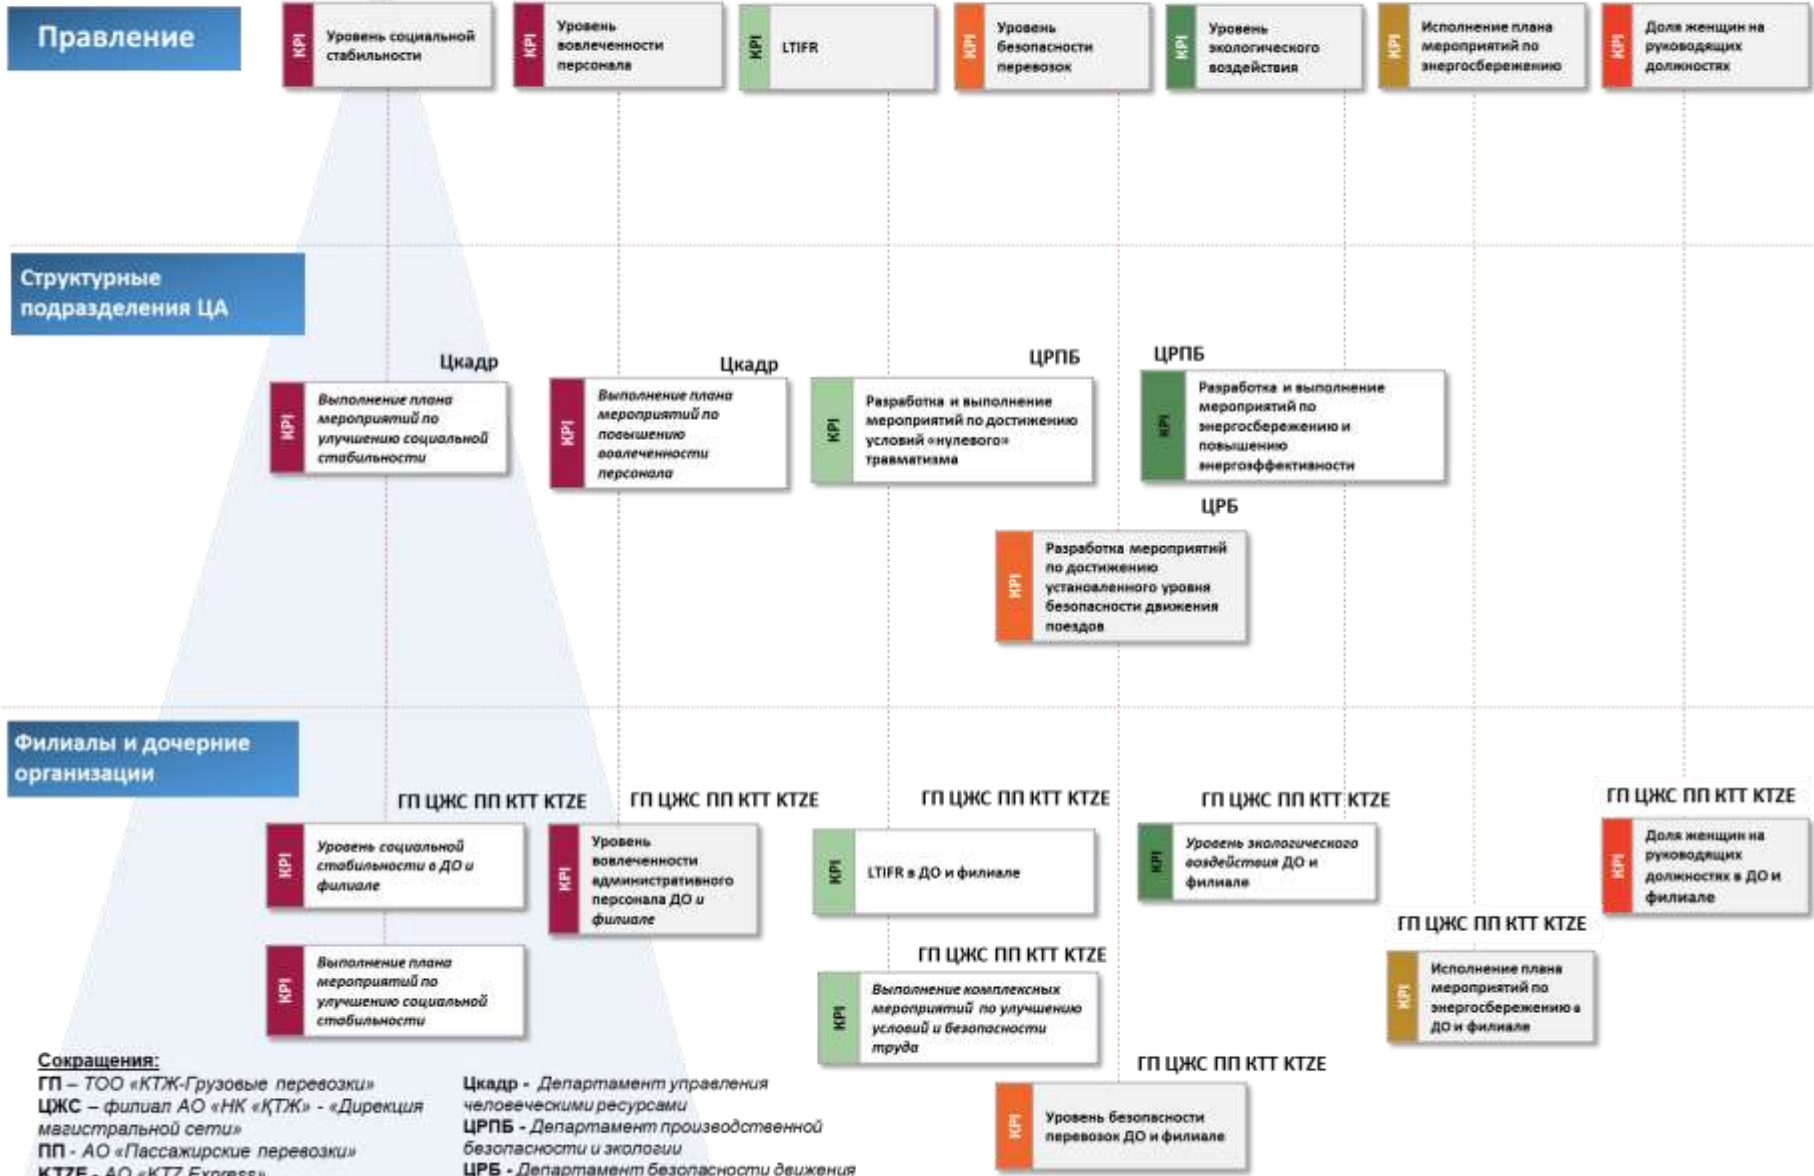 Правление
KPI
Уровень социальной
стабильности
KPI
Уровень
вовлеченности
персонала
KPI
LTIFR
KPI
Уровень
безопасности
перевозок
KPI
Уровень
экологического
воздействия
KPI
Исполнение плана
мероприятий по
энергосбережению
KPI
Доля женщин на
руководящих
должностях
Структурные
подразделения ЦА
Цкадр
KPI
Выполнение плана
мероприятий по
улучшению социальной
стабильности
Цкадр
KPI
Выполнение плана
мероприятий по
повышению
вовлеченности
персонала
ЦРПБ
KPI
Разработка и выполнение
мероприятий по достижению
условий «нулевого»
травматизма
ЦРПБ
KPI
Разработка и выполнение
мероприятий по
энергосбережению и
повышению
энергоэффективности
ЦРБ
KPI
Разработка мероприятий
по достижению
установленного уровня
безопасности движения
поездов
Филиалы и дочерние
организации
ГП ЦЖС ПП КТТ KTZE
KPI
Уровень социальной
стабильности в ДО и
филиале
KPI
Выполнение плана
мероприятий по
улучшению социальной
стабильности
ГП ЦЖС ПП КТТ KTZE
KPI
Уровень
вовлеченности
административного
персонала ДО и
филиале
ГП ЦЖС ПП КТТ KTZE
KPI
LTIFR в ДО и филиале
ГП ЦЖС ПП КТТ KTZE
KPI
Выполнение комплексных
мероприятий по улучшению
условий и безопасности
труда
ГП ЦЖС ПП КТТ KTZE
KPI
Уровень экологического
воздействия ДО и
филиале
ГП ЦЖС ПП КТТ KTZE
KPI
Доля женщин на
руководящих
должностях в ДО и
филиале
ГП ЦЖС ПП КТТ KTZE
KPI
Исполнение плана
мероприятий по
энергосбережению в
ДО и филиале
ГП ЦЖС ПП КТТ KTZE
KPI
Уровень безопасности
перевозок ДО и филиале
Сокращения:
ГП – ТОО «КТЖ-Грузовые перевозки»
ЦЖС – филиал АО «НК «ҚТЖ» - «Дирекция
магистральной сети»
ПП - АО «Пассажирские перевозки»
KTZE - АО «KTZ Express»
Цкадр - Департамент управления
человеческими ресурсами
ЦРПБ - Департамент производственной
безопасности и экологии
ЦРБ - Департамент безопасности движения